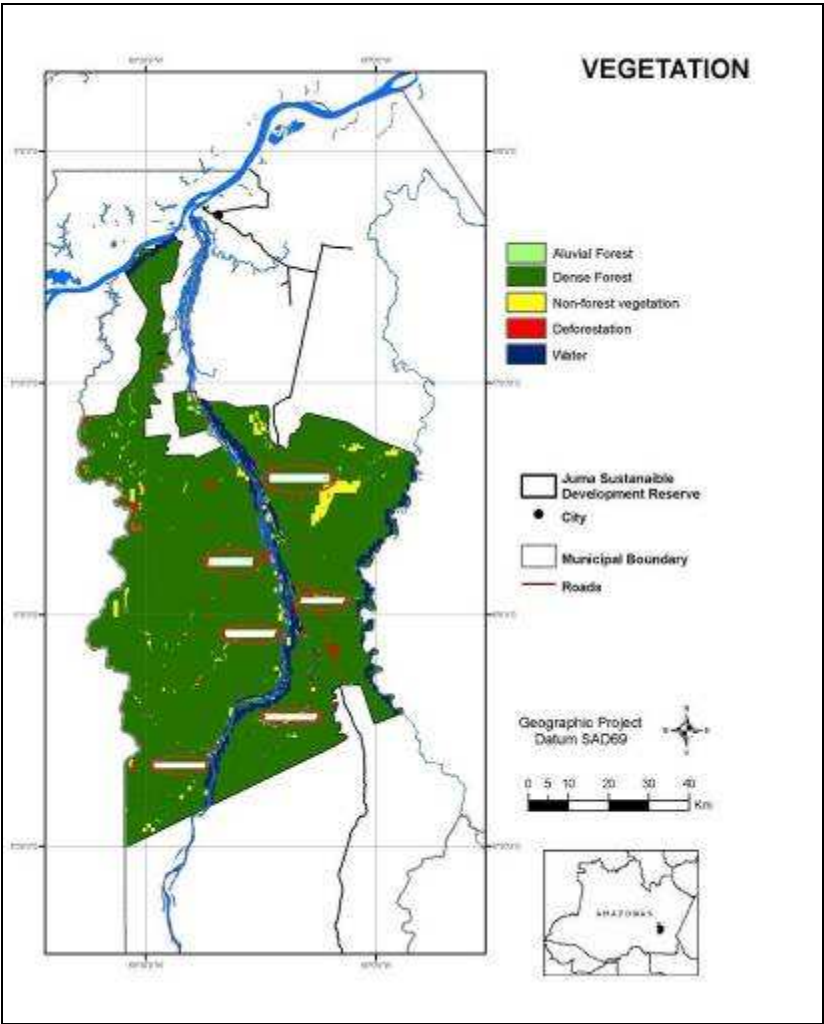 VEGETATION
Aluvial Forest
Dense Forest
Non-forest vegetation
Deforestation
Water
Juma Sustanaible
Development Reserve
City
Municipal Boundary
Roads
Geographic Project
Datum SAD69
0 5 10 20 30 40
Km
AMAZONAS